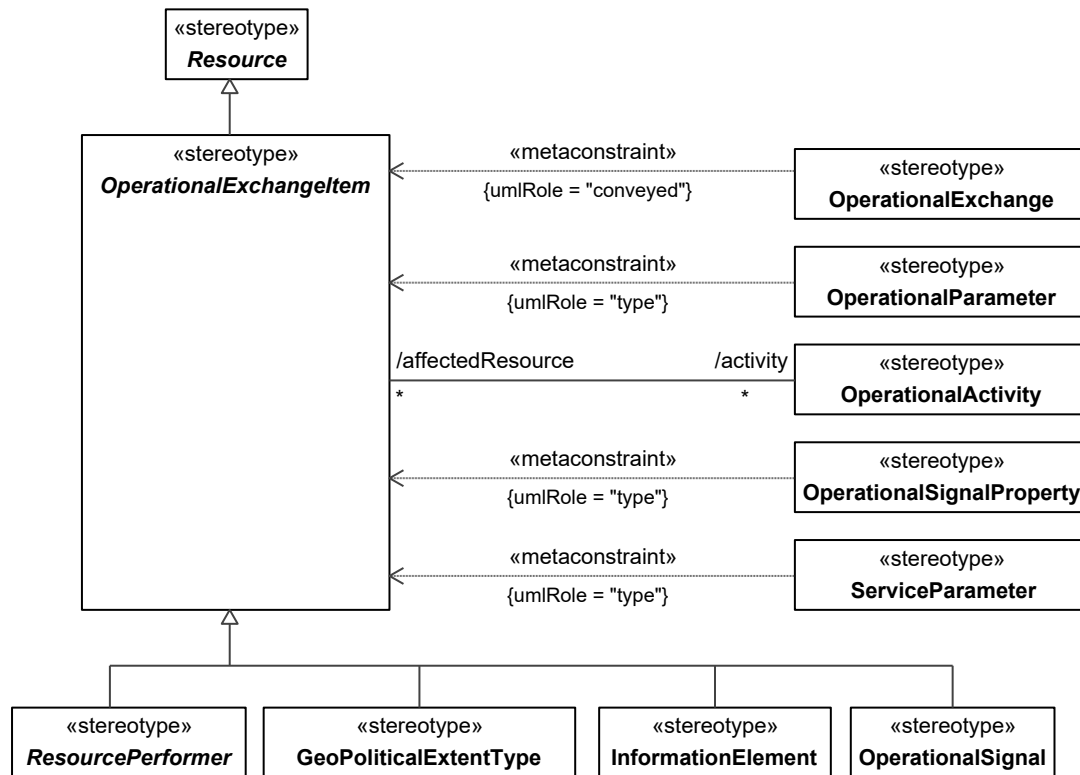 «stereotype»
Resource
«stereotype»
OperationalExchangeItem
«metaconstraint»
{umlRole = "conveyed"}
«stereotype»
OperationalExchange
«metaconstraint»
{umlRole = "type"}
«stereotype»
OperationalParameter
/affectedResource
*
/activity
*
«stereotype»
OperationalActivity
«metaconstraint»
{umlRole = "type"}
«stereotype»
OperationalSignalProperty
«metaconstraint»
{umlRole = "type"}
«stereotype»
ServiceParameter
«stereotype»
ResourcePerformer
«stereotype»
GeoPoliticalExtentType
«stereotype»
InformationElement
«stereotype»
OperationalSignal